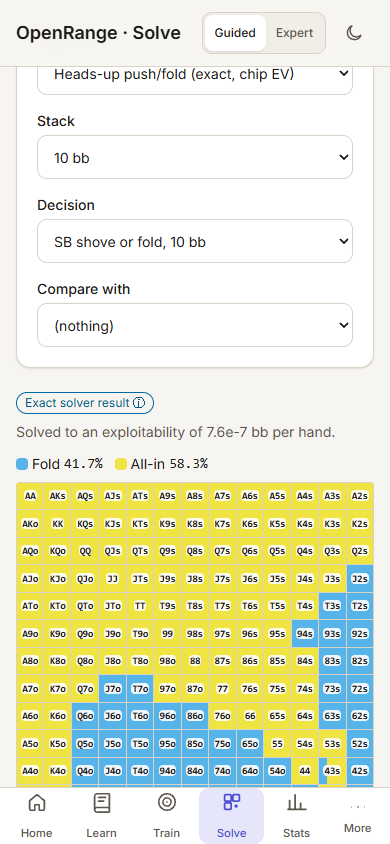 OpenRange · Solve
Guided Expert
Heads-up push/fold (exact, chip EV)
Stack
10 bb
Decision
SB shove or fold, 10 bb
Compare with
(nothing)
Exact solver result ⓘ
Solved to an exploitability of 7.6e-7 bb per hand.
Fold 41.7% All-in 58.3%
AA AKs AQs AJs ATs A9s A8s A7s A6s A5s A4s A3s A2s
AKo KK KQs KJs KTs K9s K8s K7s K6s K5s K4s K3s K2s
AQo KQo QQ QJs QTs Q9s Q8s Q7s Q6s Q5s Q4s Q3s Q2s
AJo KJo QJo JJ JTs J9s J8s J7s J6s J5s J4s J3s J2s
ATo KTo QTo JTo TT T9s T8s T7s T6s T5s T4s T3s T2s
A9o K9o Q9o J9o T9o 99 98s 97s 96s 95s 94s 93s 92s
A8o K8o Q8o J8o T8o 98o 88 87s 86s 85s 84s 83s 82s
A7o K7o Q7o J7o T7o 97o 87o 77 76s 75s 74s 73s 72s
A6o K6o Q6o J6o T6o 96o 86o 76o 66 65s 64s 63s 62s
A5o K5o Q5o J5o T5o 95o 85o 75o 65o 55 54s 53s 52s
A4o K4o Q4o J4o T4o 94o 84o 74o 64o 54o 44 43s 42s
Home Learn Train Solve Stats More